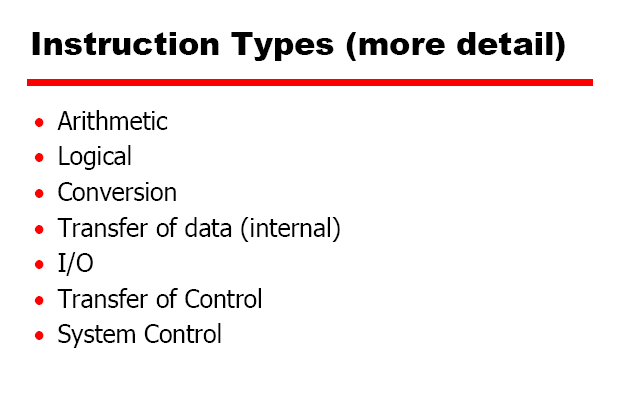 Instruction Types (more detail)
• Arithmetic
• Logical
• Conversion
• Transfer of data (internal)
• I/O
• Transfer of Control
• System Control